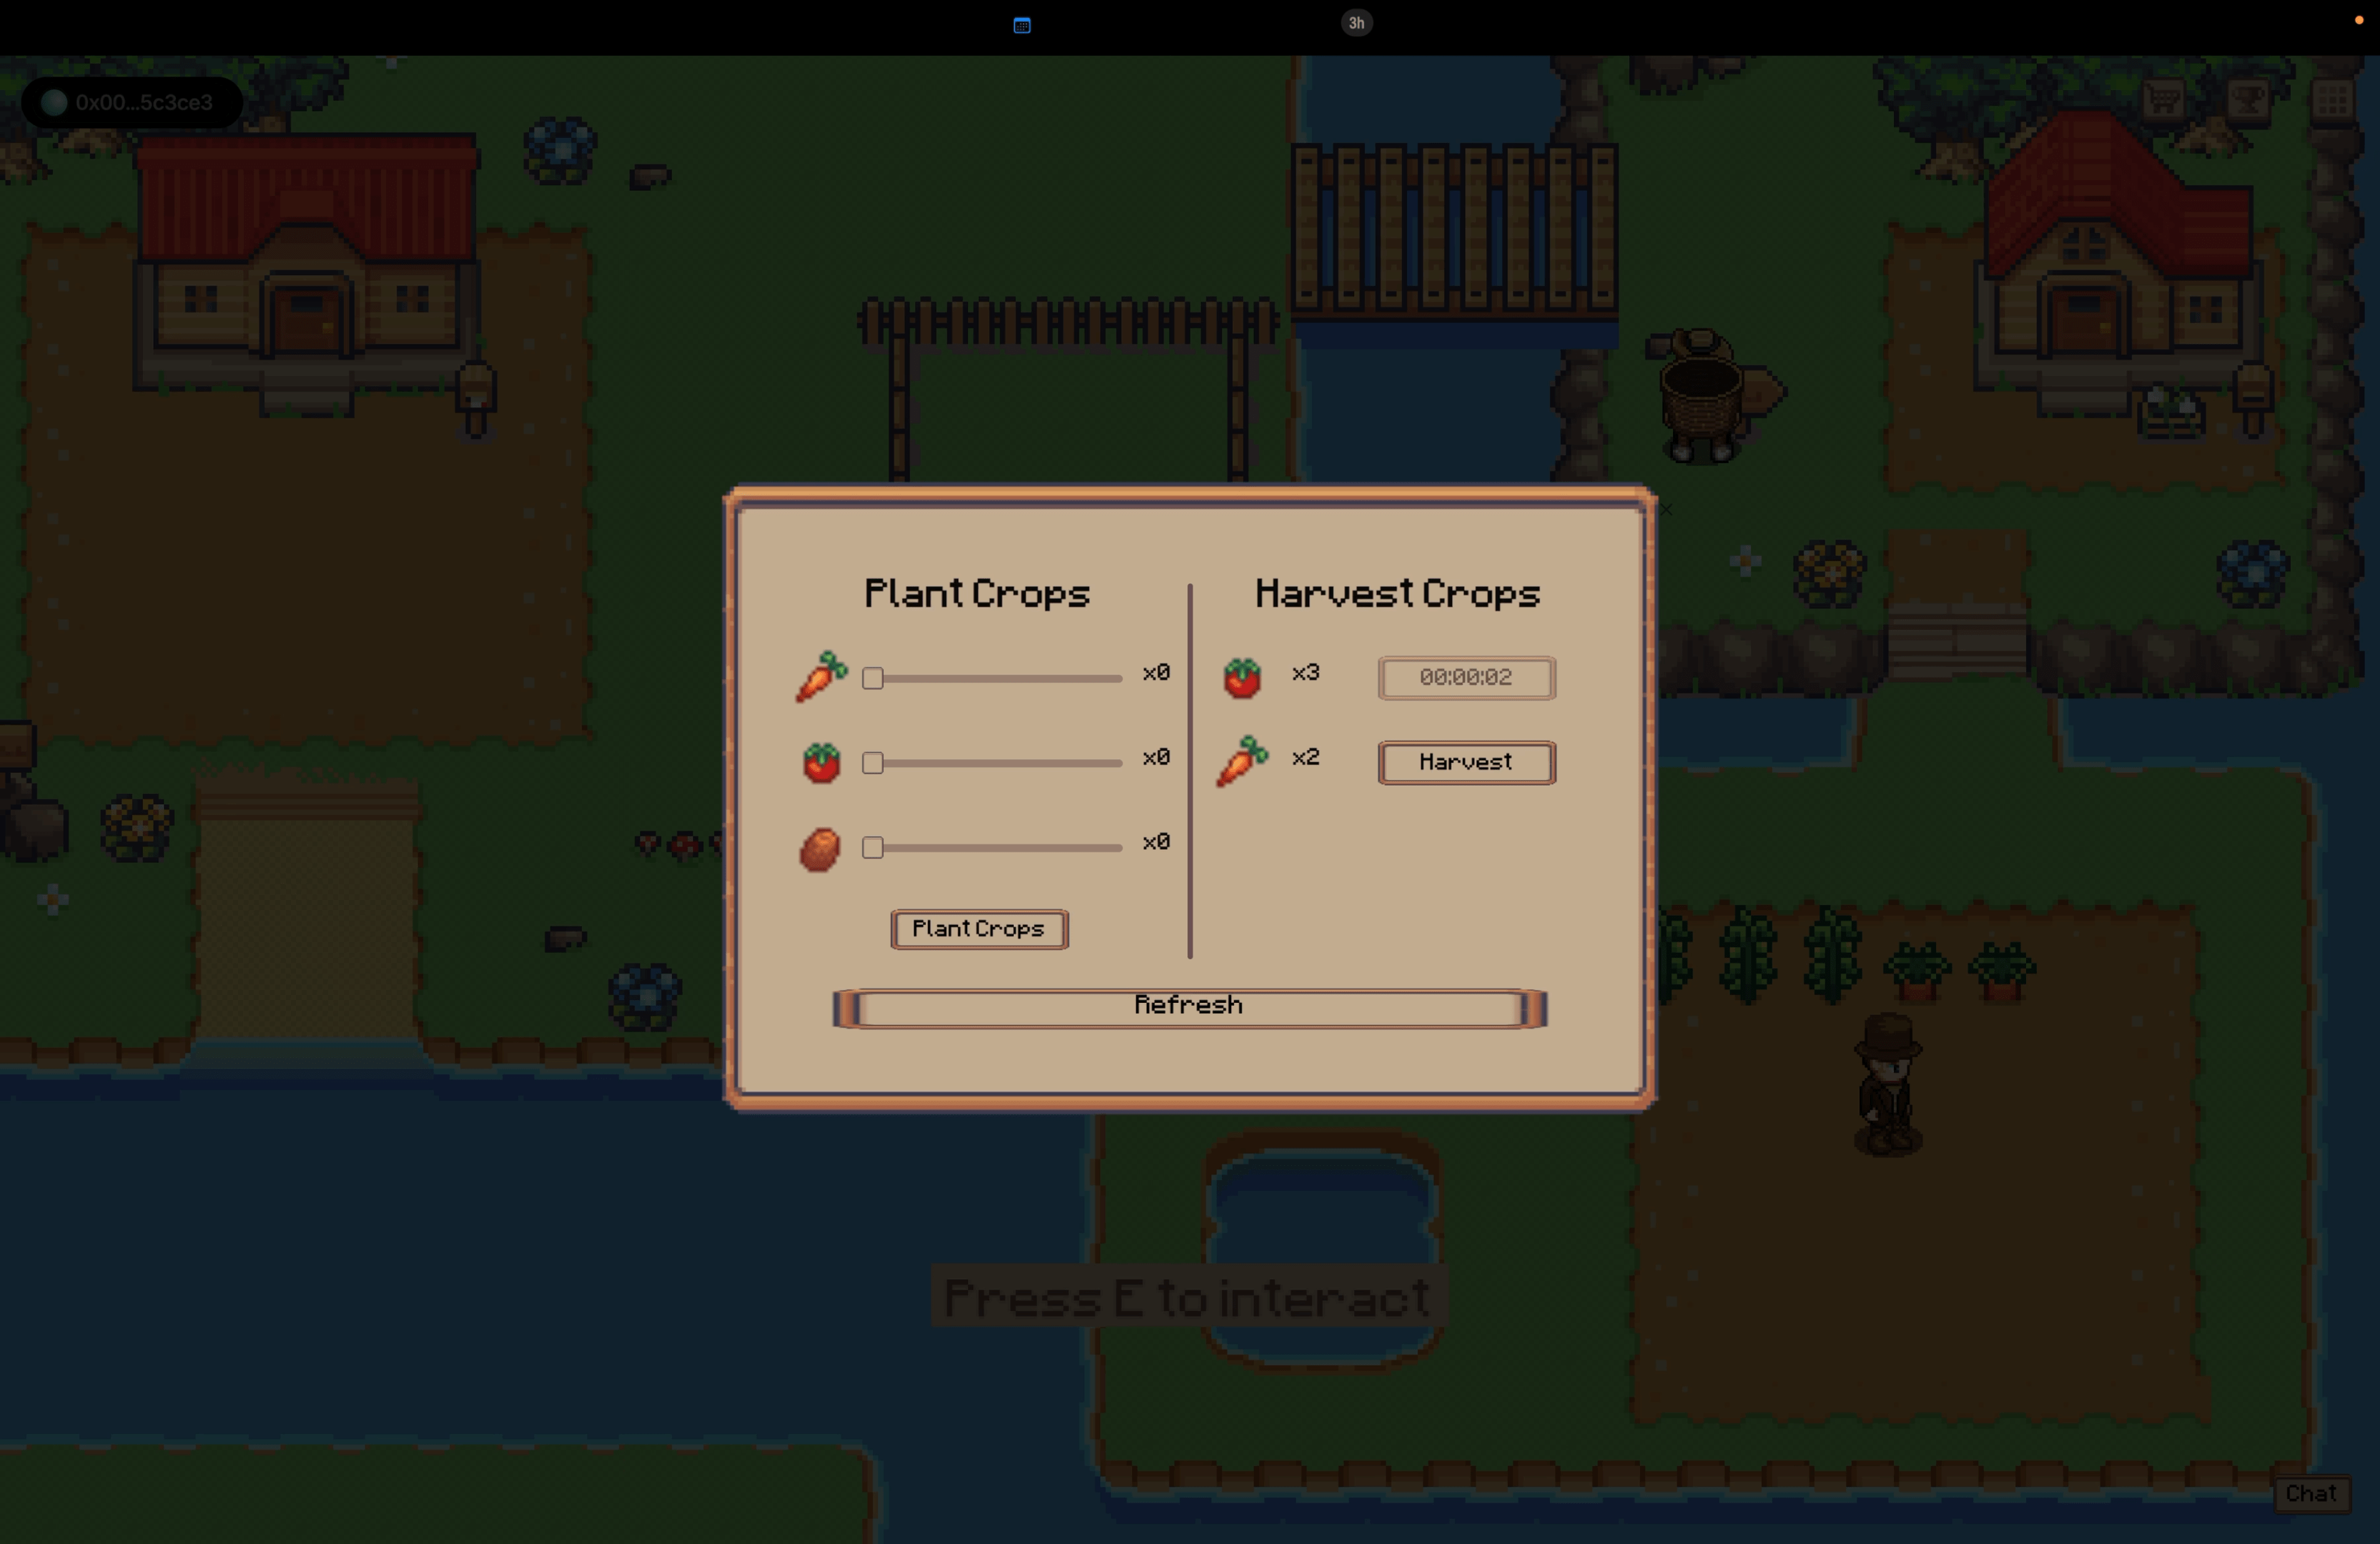 3h
0x00...5c3ce3
Plant Crops
x0
x0
x0
Plant Crops
Harvest Crops
x3
00:00:02
x2
Harvest
Refresh
Press E to interact
Chat